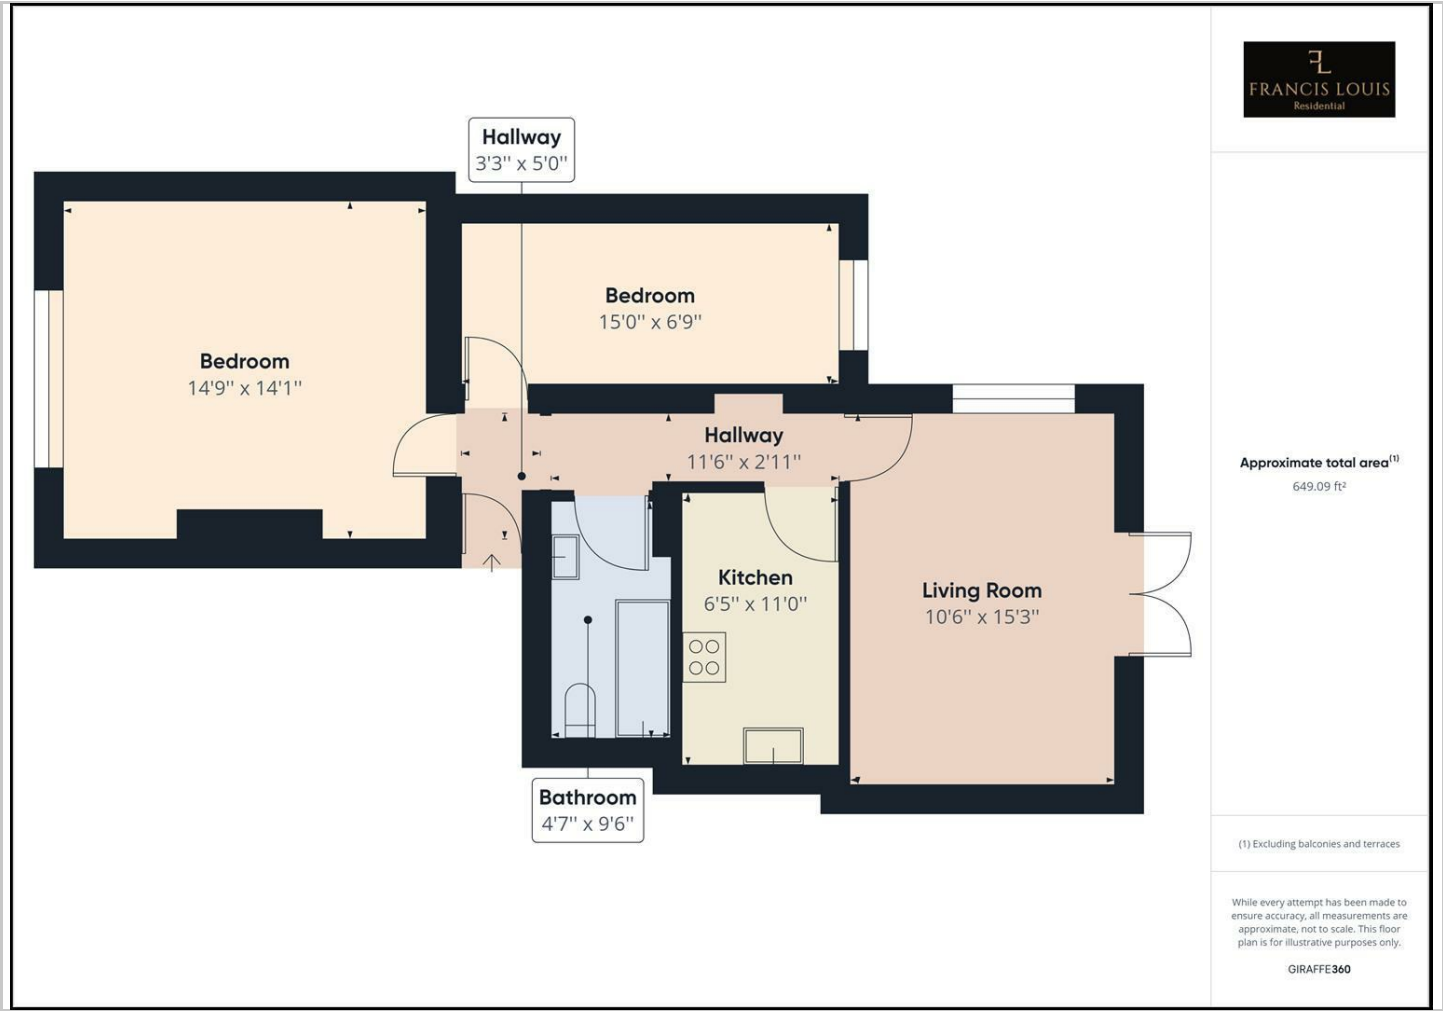 FL
FRANCIS LOUIS
Residential
Hallway
3'3'' x 5'0''
Bedroom
15'0'' x 6'9''
Bedroom
14'9'' x 14'1''
Hallway
11'6'' x 2'11''
Kitchen
6'5'' x 11'0''
Living Room
10'6'' x 15'3''
Bathroom
4'7'' x 9'6''
Approximate total area(1)
649.09 ft²
(1) Excluding balconies and terraces
While every attempt has been made to
ensure accuracy, all measurements are
approximate, not to scale. This floor
plan is for illustrative purposes only.
GIRAFFE360